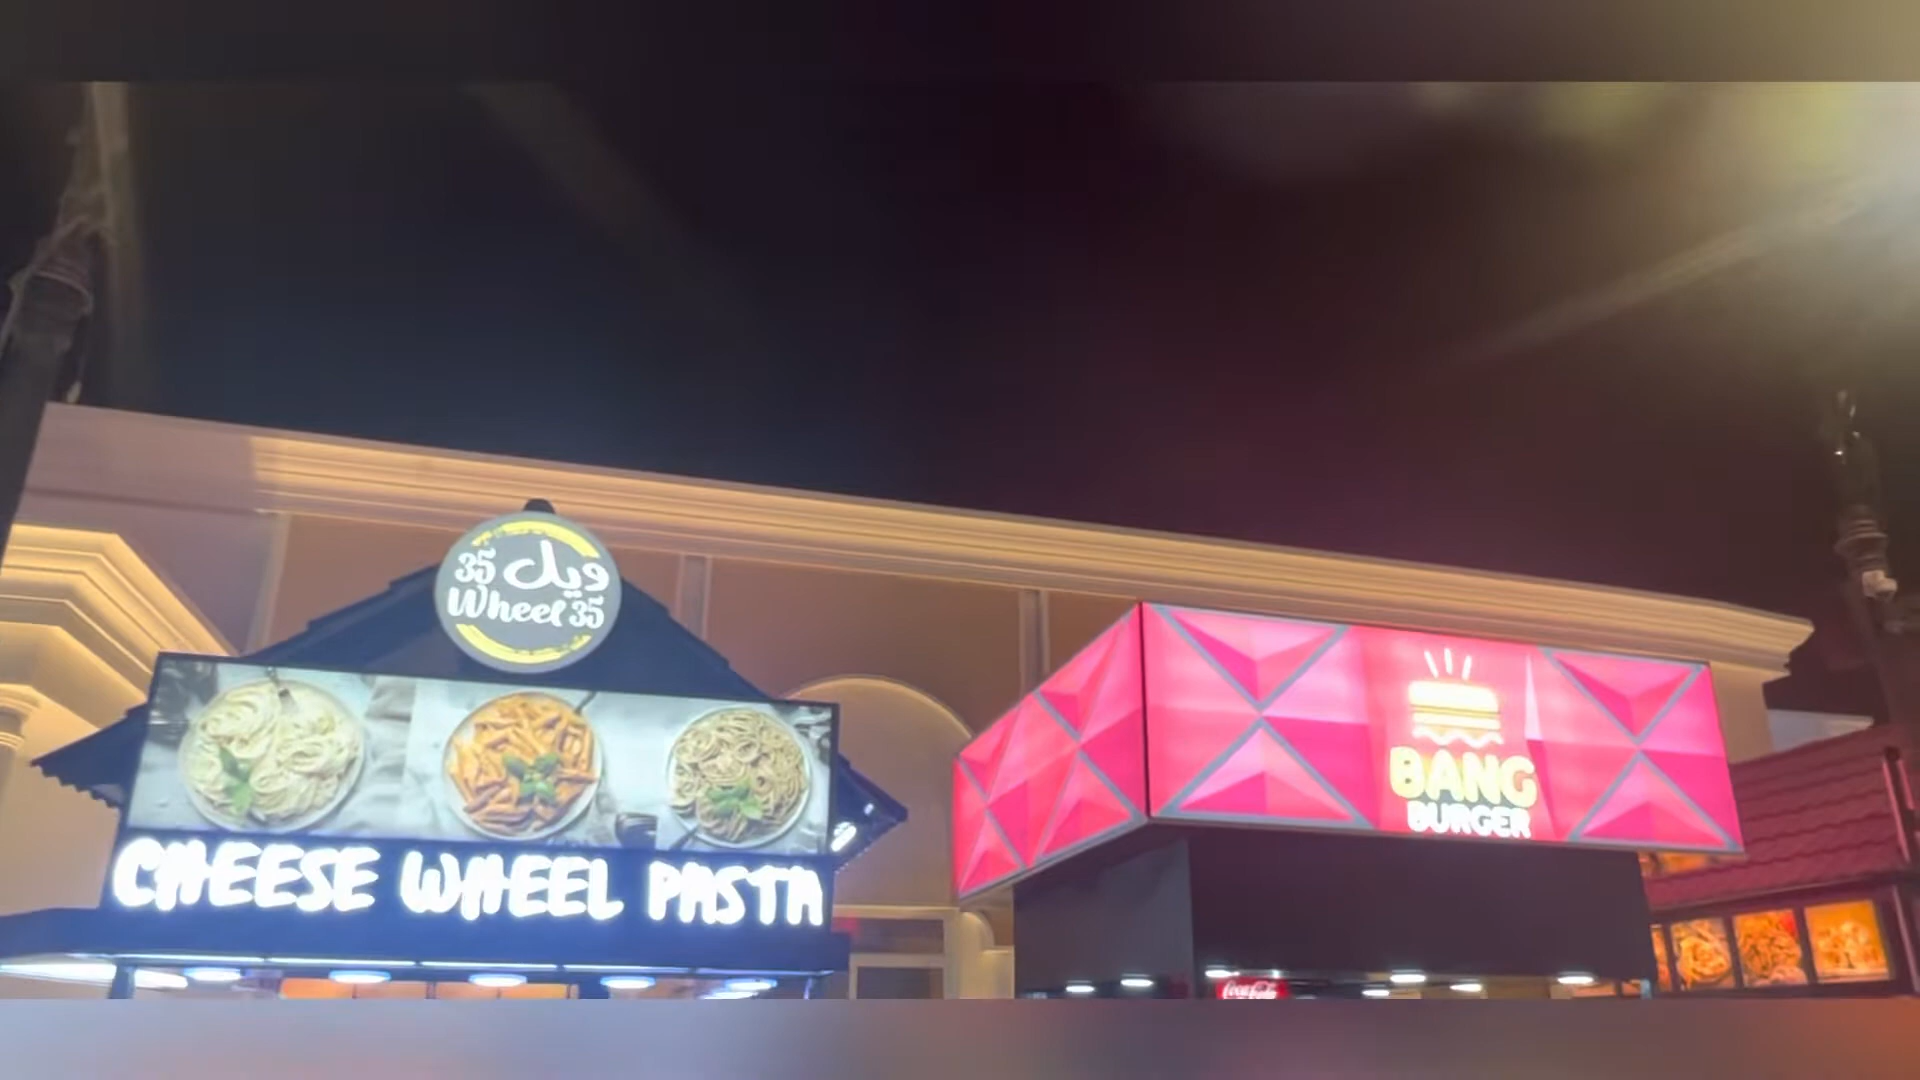 35 ويل
Wheel 35
CHEESE WHEEL PASTA
BANG
BURGER
Coca-Cola